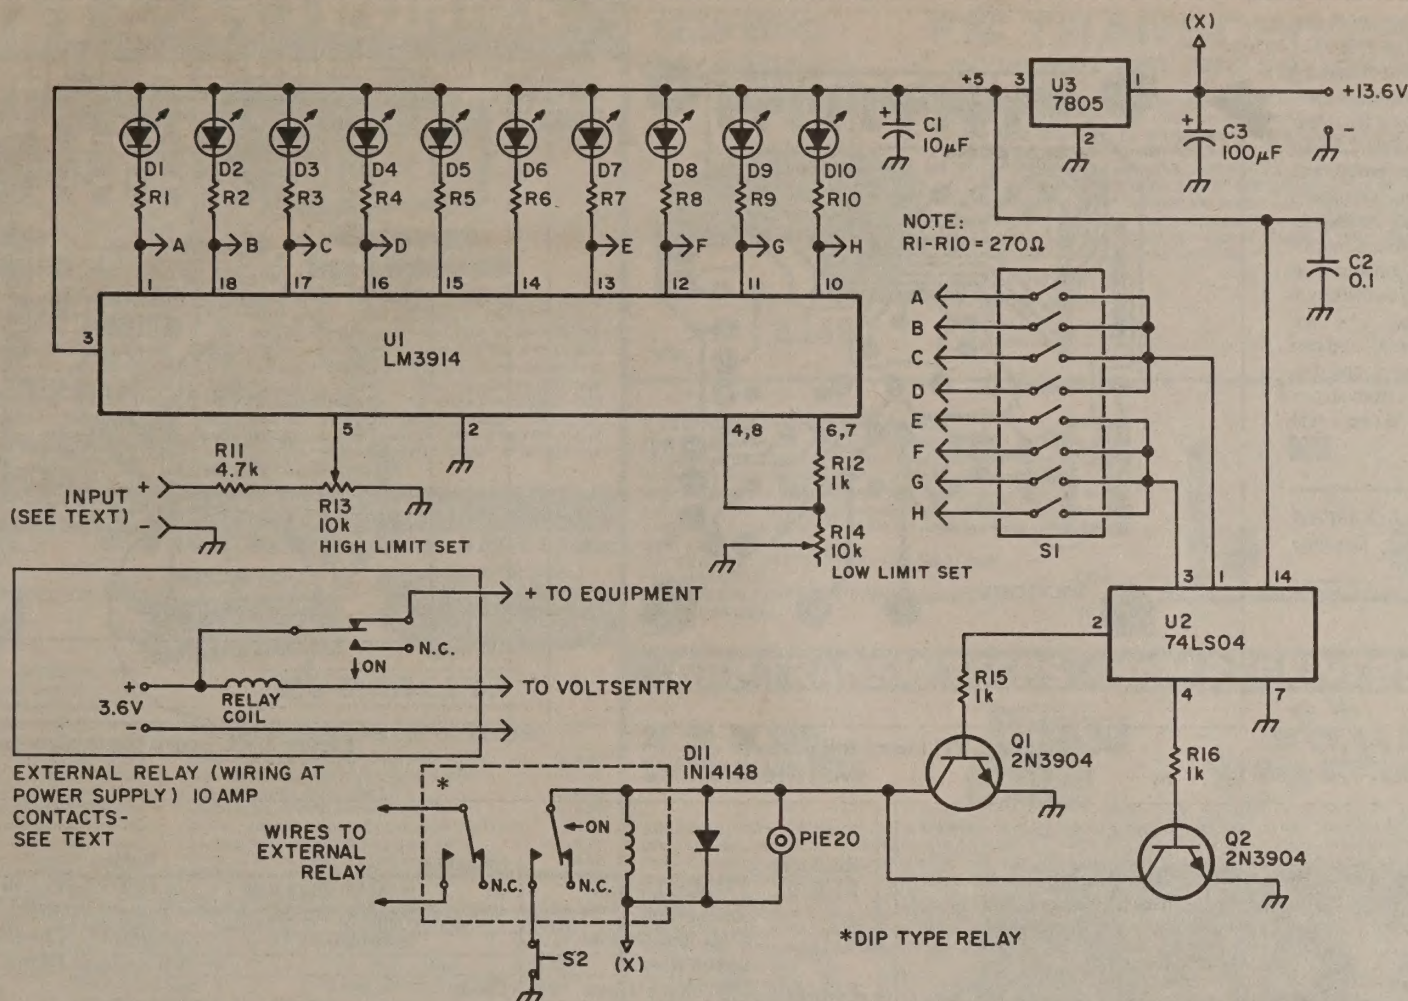 (X)
+5
3
U3
7805
1
+13.6V
2
-
+
C1
10µF
+
C3
100µF
D1
D2
D3
D4
D5
D6
D7
D8
D9
D10
R1
R2
R3
R4
R5
R6
R7
R8
R9
R10
A
B
C
D
E
F
G
H
1
18
17
16
15
14
13
12
11
10
NOTE:
R1-R10 = 270Ω
C2
0.1
3
U1
LM3914
5
2
4,8
6,7
A
B
C
D
E
F
G
H
S1
R11
4.7k
INPUT
(SEE TEXT)
+
-
R13
10k
HIGH LIMIT SET
R12
1k
R14
10k
LOW LIMIT SET
3
1
14
2
U2
74LS04
4
7
+ TO EQUIPMENT
N.C.
ON
+
3.6V
-
RELAY
COIL
TO VOLTSENTRY
EXTERNAL RELAY (WIRING AT
POWER SUPPLY) 10 AMP
CONTACTS-
SEE TEXT
R15
1k
Q1
2N3904
R16
1k
Q2
2N3904
D11
1N14148
*
WIRES TO
EXTERNAL
RELAY
ON
N.C.
N.C.
PIE20
S2
(X)
*DIP TYPE RELAY